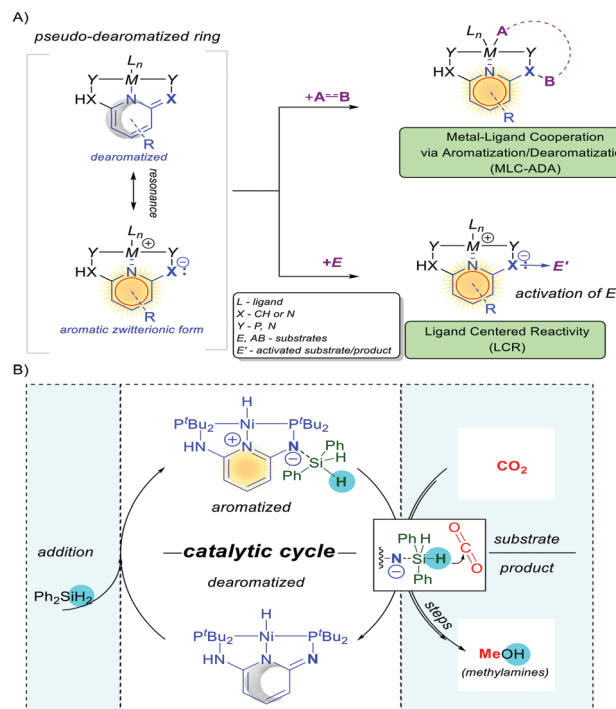 A)
pseudo-dearomatized ring
Ln
Y M Y
HX N X
R
dearomatized
resonance
Ln
Y M ⊕ Y
HX N X ⊖ :
R
aromatic zwitterionic form
+A═B
+E
L - ligand
X - CH or N
Y - P, N
E, AB - substrates
E' - activated substrate/product
Ln A
Y M Y
HX N X B
R
Metal-Ligand Cooperation
via Aromatization/Dearomatizatio
(MLC-ADA)
Ln
Y M ⊕ Y
HX N X ⊖ : E'
R
activation of E
Ligand Centered Reactivity
(LCR)
B)
addition
Ph2SiH2
H
PtBu2 Ni PtBu2
HN N ⊕ N ⊖
Ph
Si H
Ph H
aromatized
catalytic cycle
dearomatized
H
PtBu2 Ni PtBu2
HN N N
CO2
Ph H
N Si H
⊖ Ph
O C O
substrate
product
steps
MeOH
(methylamines)